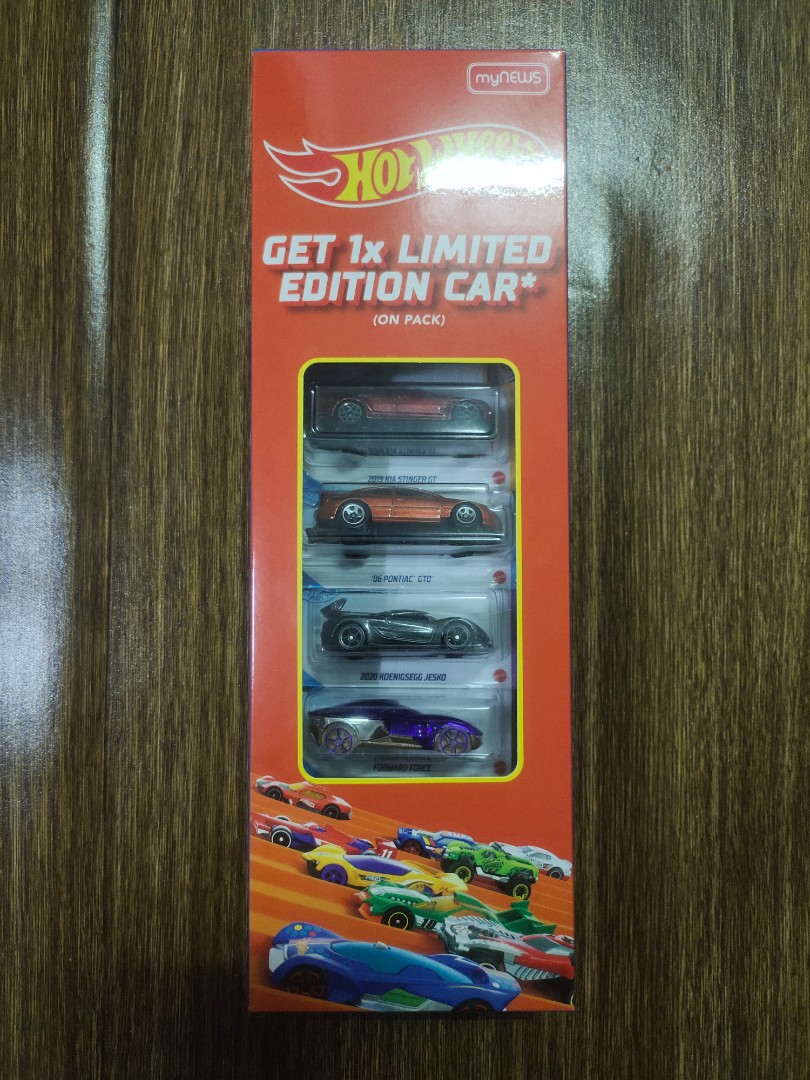 myNEWS
HOT WHEELS
GET 1x LIMITED
EDITION CAR*
(ON PACK)
2019 KIA STINGER GT
'06 PONTIAC GTO
2020 KOENIGSEGG JESKO
FORWARD FORCE
11